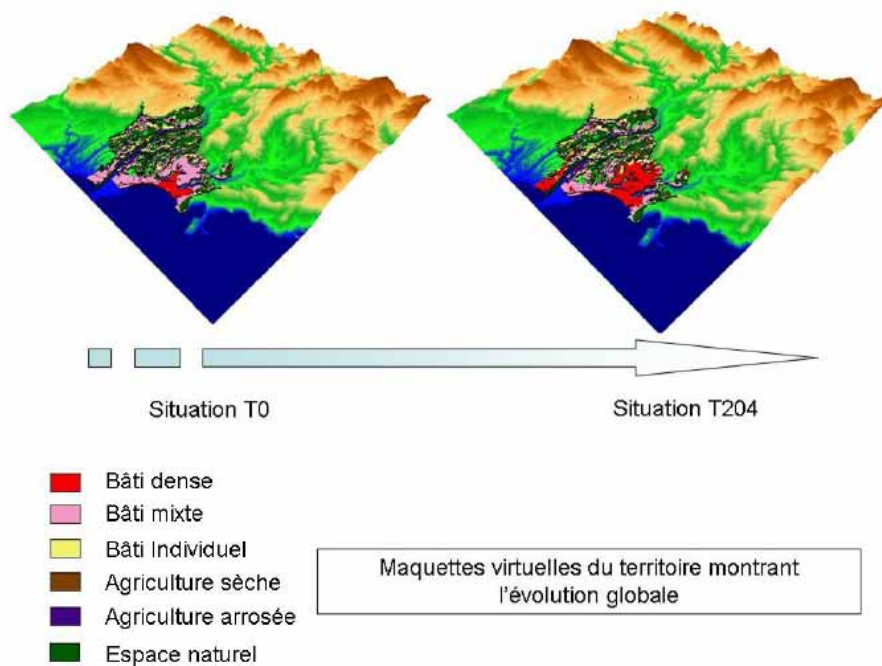 Situation T0
Situation T204
Bâti dense
Bâti mixte
Bâti Individuel
Agriculture sèche
Agriculture arrosée
Espace naturel
Maquettes virtuelles du territoire montrant
l'évolution globale